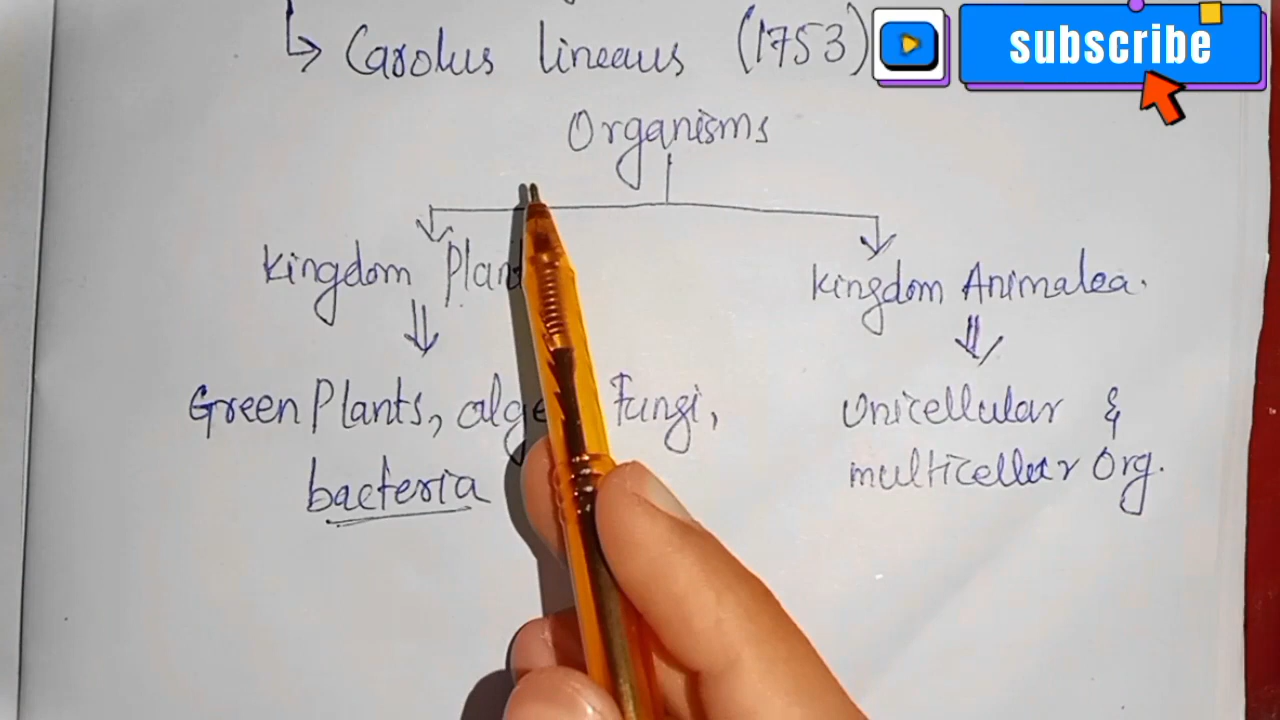 Carolus lineaus (1753)
subscribe
Organisms
Kingdom Animalea.
Kingdom
Green Plants, Fungi,
Unicellular &
bacteria
multicellular Org.